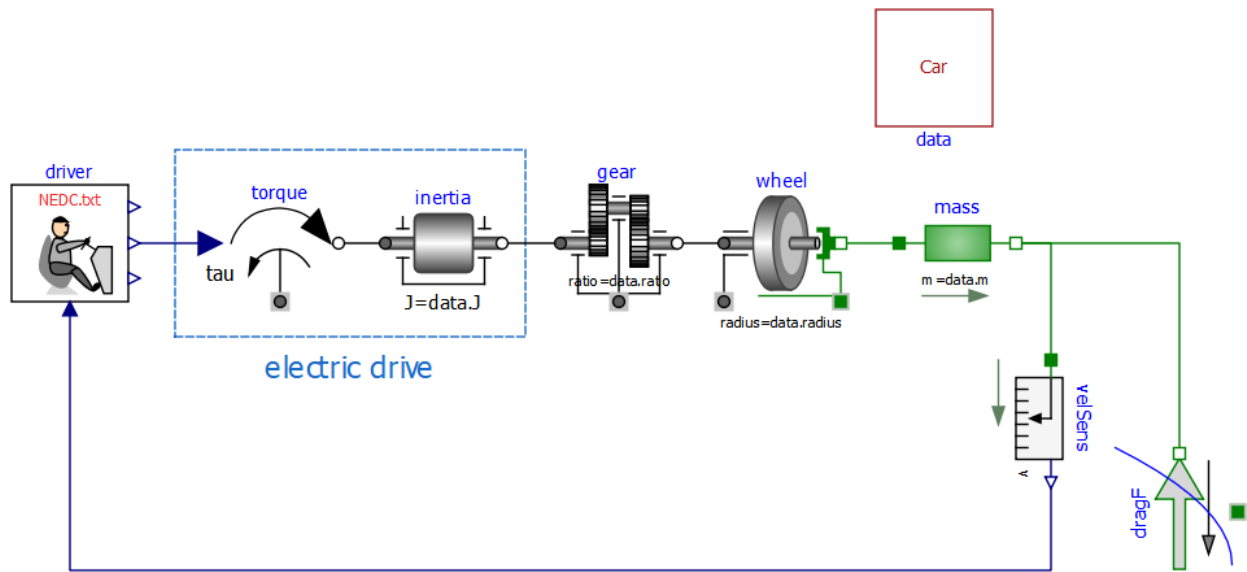 Car
data
driver
NEDC.txt
torque
tau
inertia
J=data.J
electric drive
gear
ratio=data.ratio
wheel
radius=data.radius
mass
m =data.m
velSens
v
dragF